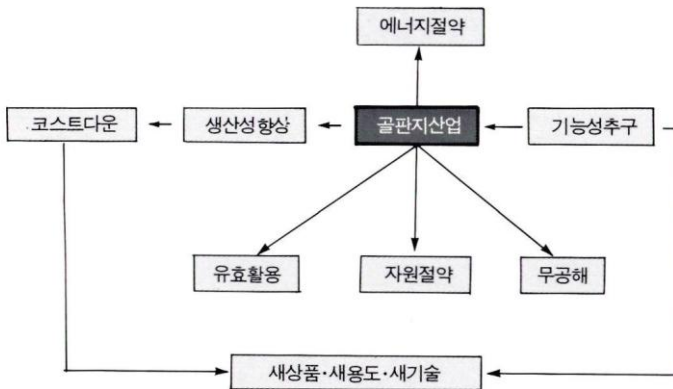 에너지절약
코스트다운
생산성향상
골판지산업
기능성추구
유효활용
자원절약
무공해
새상품·새용도·새기술